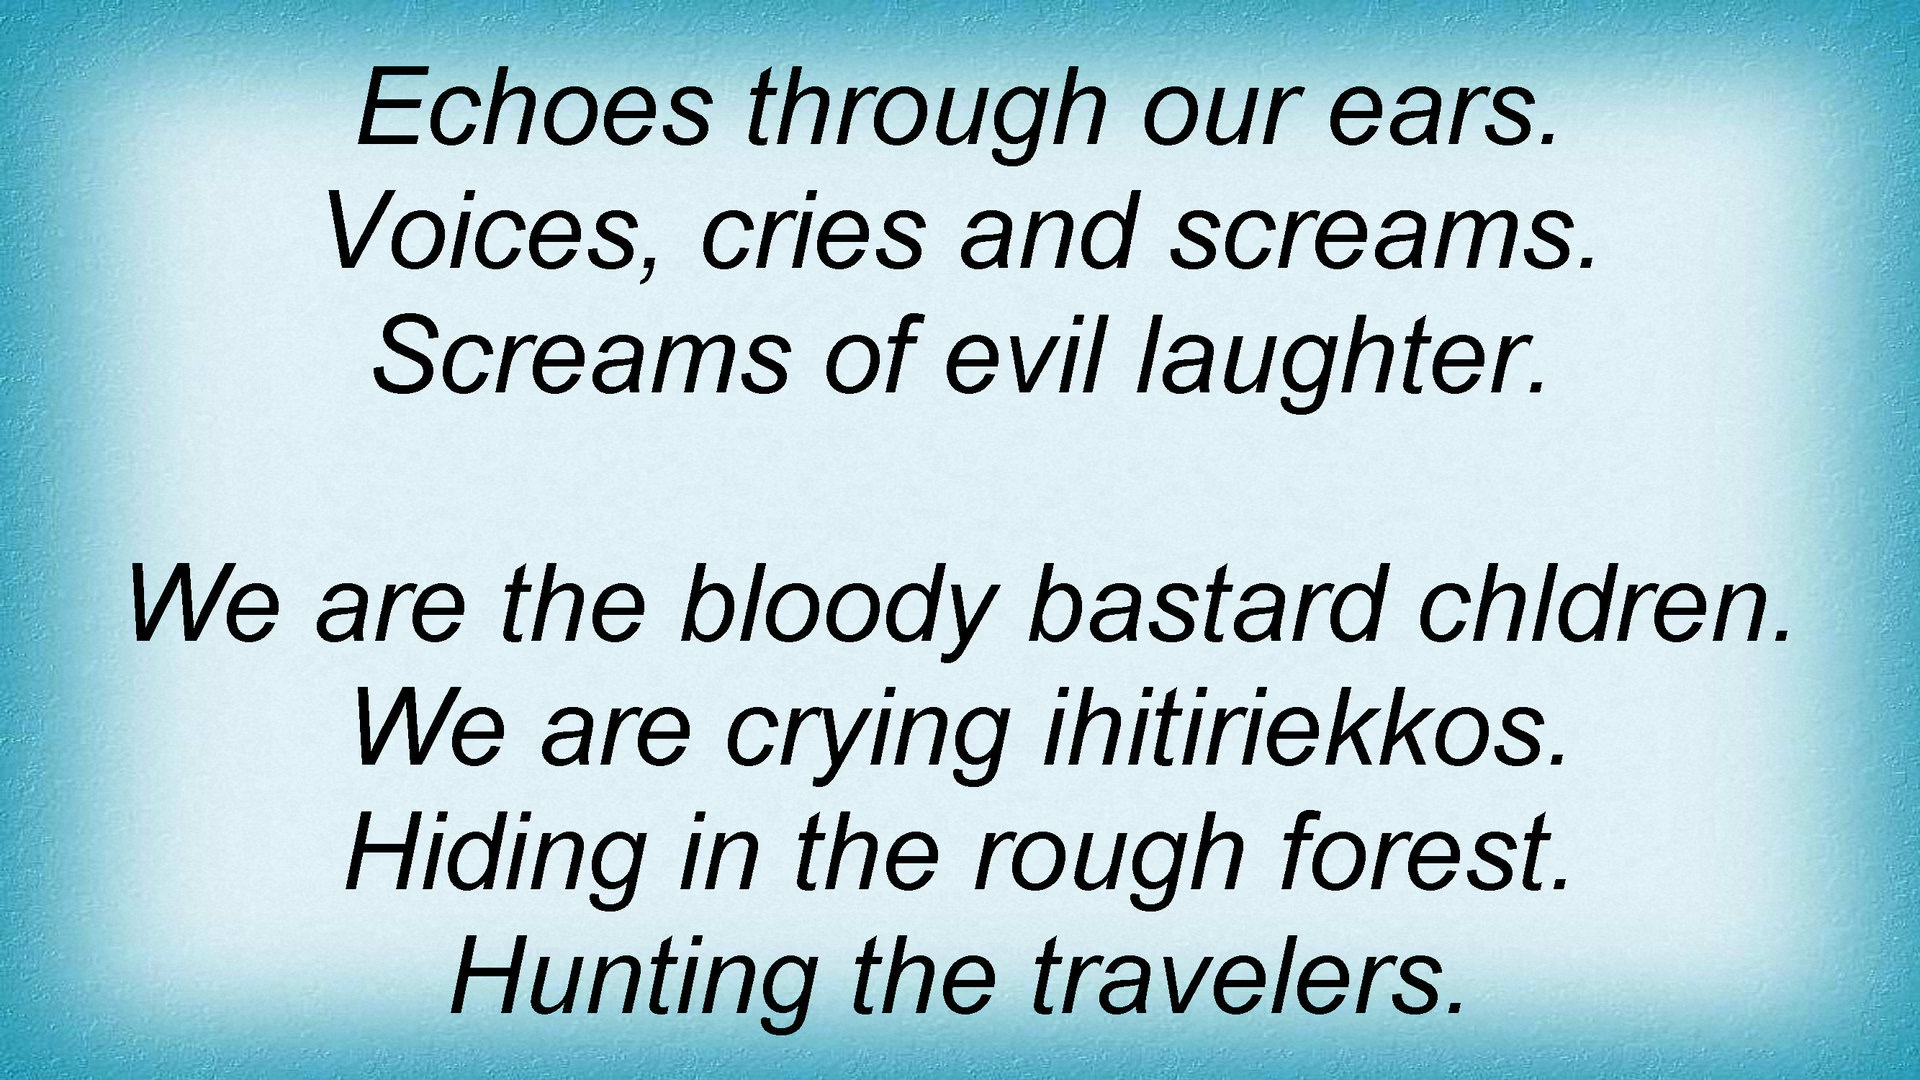 Echoes through our ears.
Voices, cries and screams.
Screams of evil laughter.
We are the bloody bastard chldren.
We are crying ihitiriekkos.
Hiding in the rough forest.
Hunting the travelers.